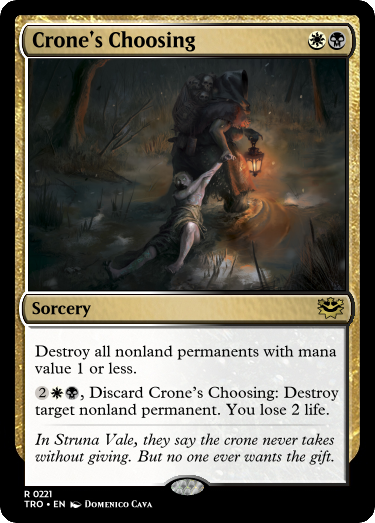 Crone's Choosing
Sorcery
Destroy all nonland permanents with mana
value 1 or less.
2, Discard Crone's Choosing: Destroy
target nonland permanent. You lose 2 life.
In Struna Vale, they say the crone never takes
without giving. But no one ever wants the gift.
R 0221
TRO • EN Domenico Cava